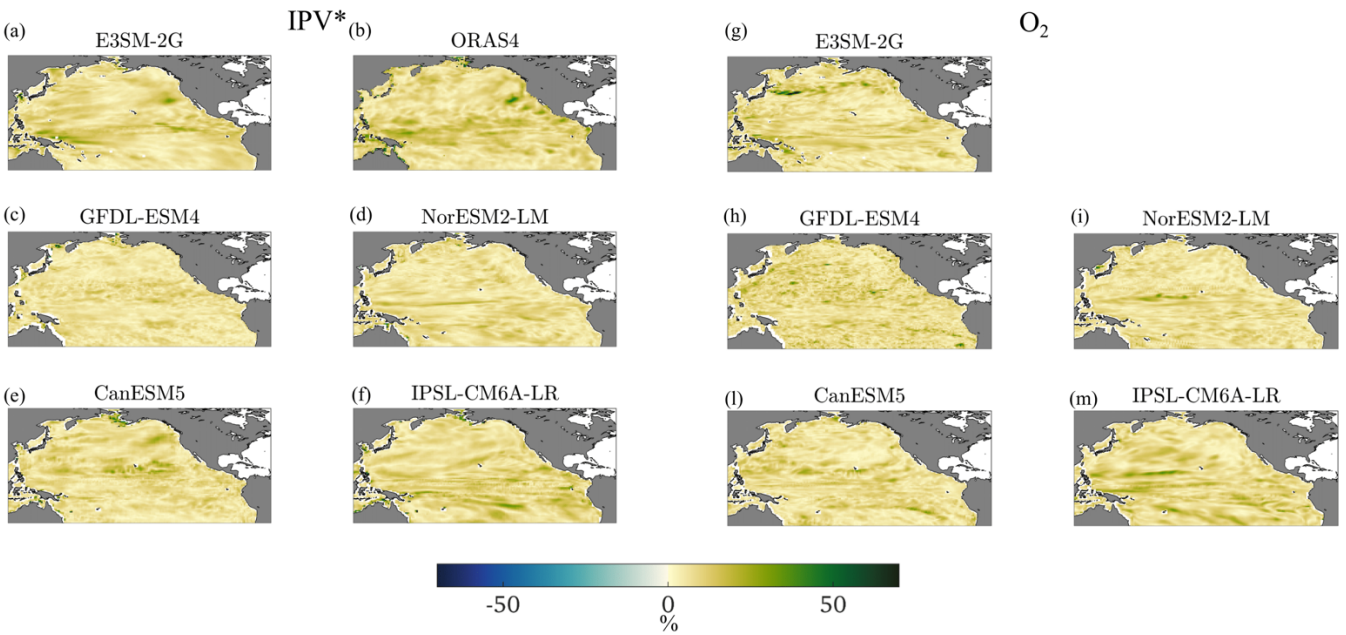 IPV*
O₂
(a)
E3SM-2G
(b)
ORAS4
(g)
E3SM-2G
(c)
GFDL-ESM4
(d)
NorESM2-LM
(h)
GFDL-ESM4
(i)
NorESM2-LM
(e)
CanESM5
(f)
IPSL-CM6A-LR
(l)
CanESM5
(m)
IPSL-CM6A-LR
-50
0
50
%